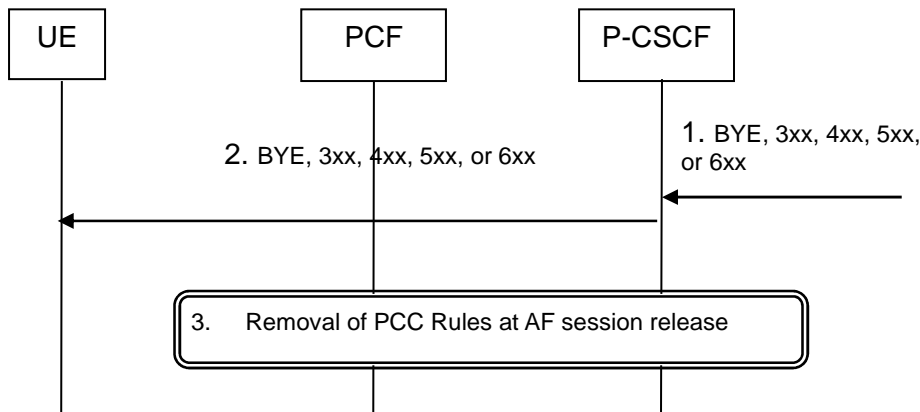 UE
PCF
P-CSCF
1. BYE, 3xx, 4xx, 5xx,
or 6xx
2. BYE, 3xx, 4xx, 5xx, or 6xx
3. Removal of PCC Rules at AF session release